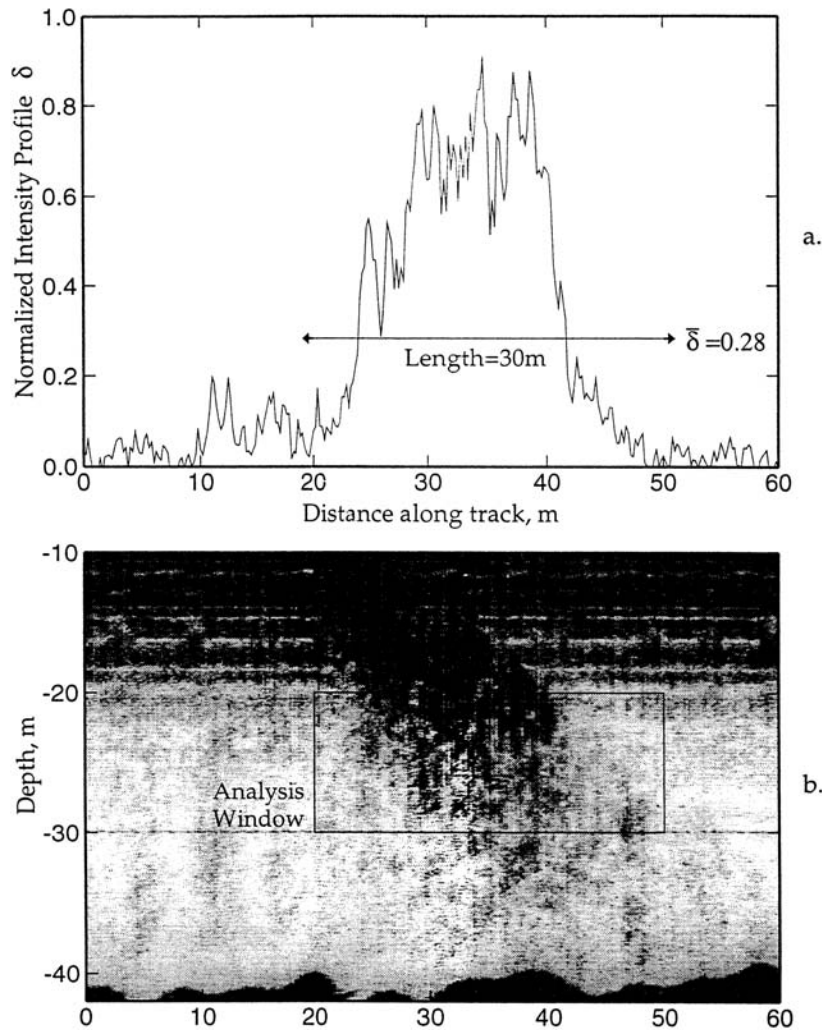 1.0
0.8
0.6
0.4
0.2
0.0
Normalized Intensity Profile δ
Length=30m
δ̅ =0.28
a.
0 10 20 30 40 50 60
Distance along track, m
-10
-20
-30
-40
Depth, m
Analysis
Window
b.
0 10 20 30 40 50 60